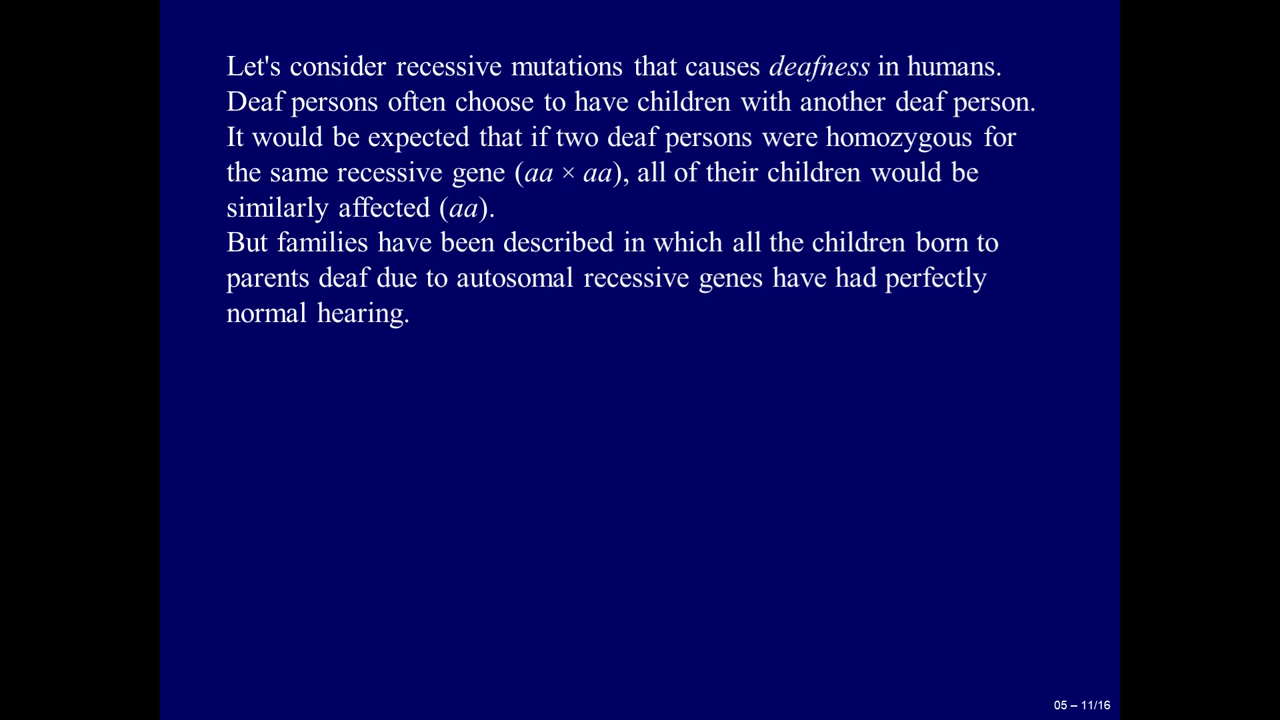 Let's consider recessive mutations that causes deafness in humans.
Deaf persons often choose to have children with another deaf person.
It would be expected that if two deaf persons were homozygous for
the same recessive gene (aa × aa), all of their children would be
similarly affected (aa).
But families have been described in which all the children born to
parents deaf due to autosomal recessive genes have had perfectly
normal hearing.
05 – 11/16